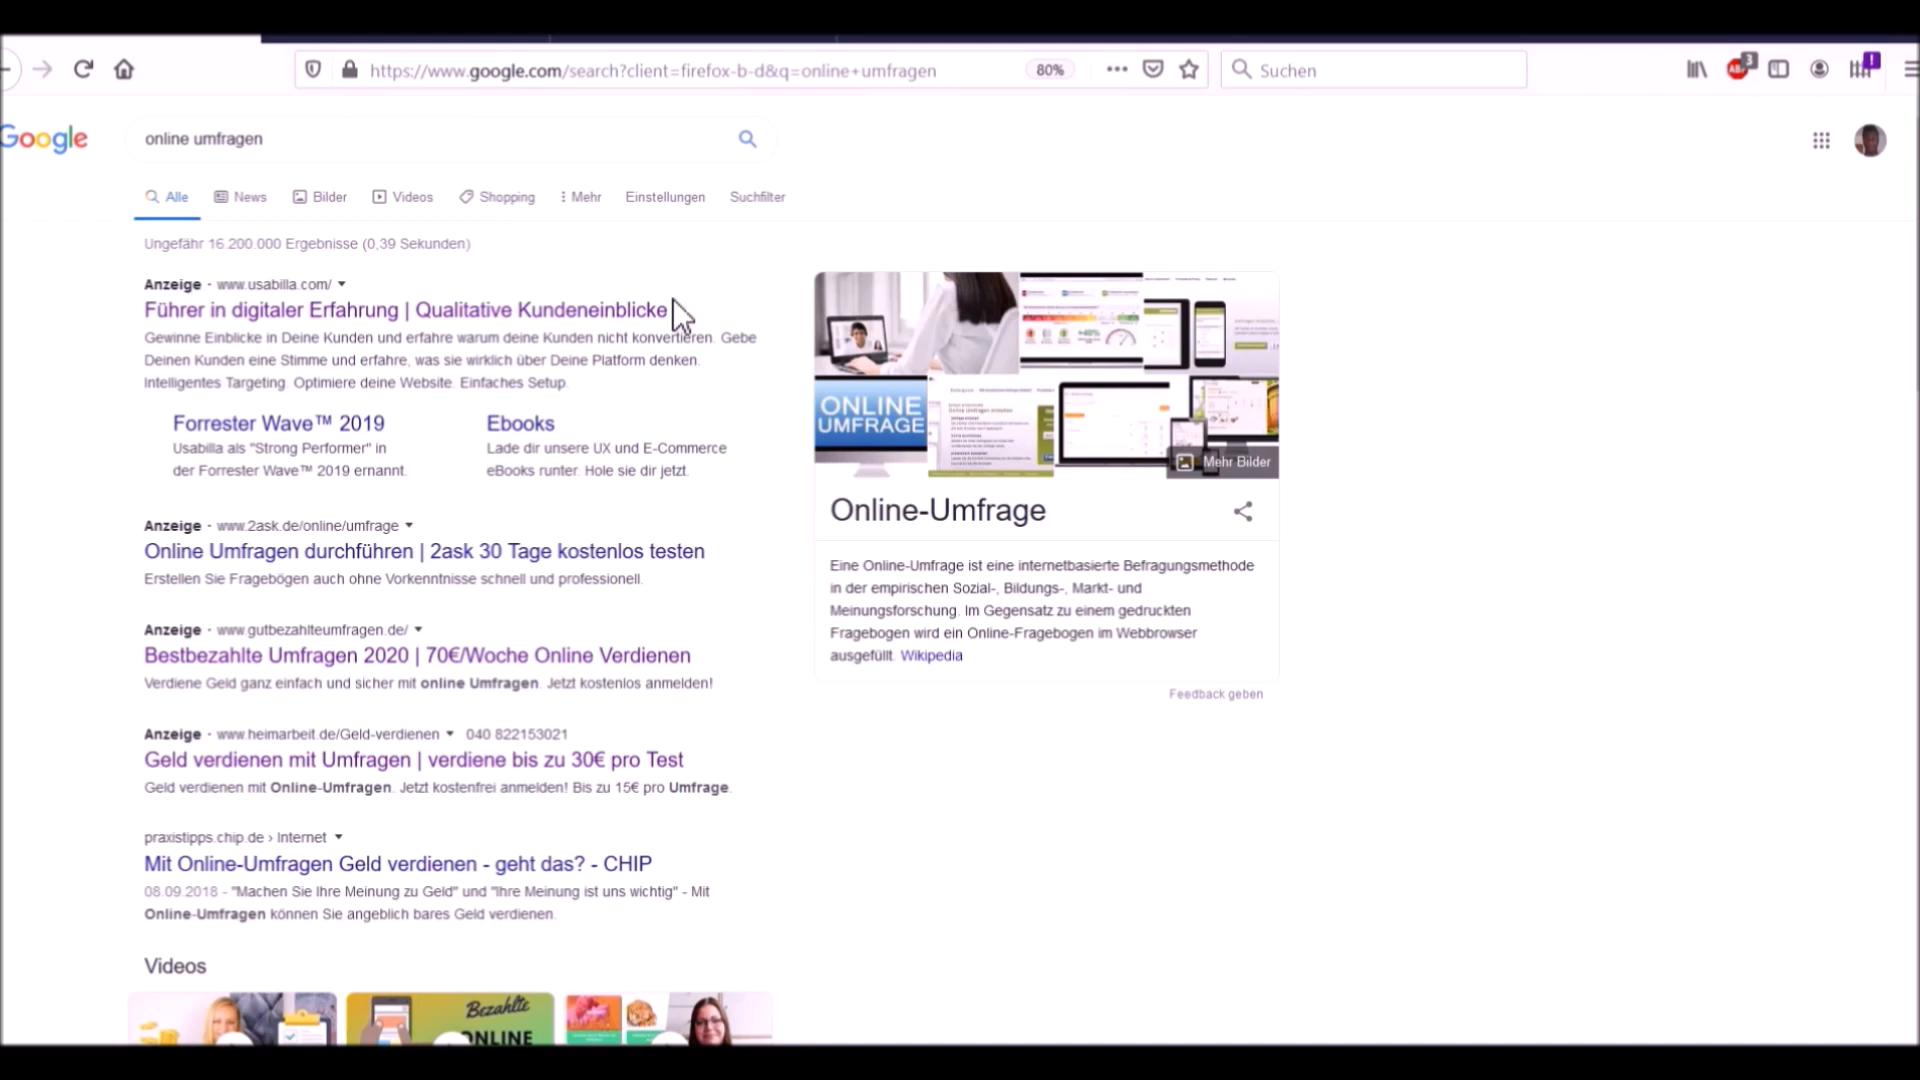 https://www.google.com/search?client=firefox-b-d&q=online+umfragen
80%
Suchen
3
Google
online umfragen
Alle
News
Bilder
Videos
Shopping
Mehr
Einstellungen
Suchfilter
Ungefähr 16.200.000 Ergebnisse (0,39 Sekunden)
Anzeige · www.usabilla.com/
Führer in digitaler Erfahrung | Qualitative Kundeneinblicke
Gewinne Einblicke in Deine Kunden und erfahre warum deine Kunden nicht konvertieren. Gebe
Deinen Kunden eine Stimme und erfahre, was sie wirklich über Deine Platform denken.
Intelligentes Targeting. Optimiere deine Website. Einfaches Setup.
Forrester Wave™ 2019
Usabilla als "Strong Performer" in
der Forrester Wave™ 2019 ernannt.
Ebooks
Lade dir unsere UX und E-Commerce
eBooks runter. Hole sie dir jetzt.
Anzeige · www.2ask.de/online/umfrage
Online Umfragen durchführen | 2ask 30 Tage kostenlos testen
Erstellen Sie Fragebögen auch ohne Vorkenntnisse schnell und professionell.
Anzeige · www.gutbezahlteumfragen.de/
Bestbezahlte Umfragen 2020 | 70€/Woche Online Verdienen
Verdiene Geld ganz einfach und sicher mit online Umfragen. Jetzt kostenlos anmelden!
Anzeige · www.heimarbeit.de/Geld-verdienen 040 822153021
Geld verdienen mit Umfragen | verdiene bis zu 30€ pro Test
Geld verdienen mit Online-Umfragen. Jetzt kostenfrei anmelden! Bis zu 15€ pro Umfrage.
praxistipps.chip.de › Internet
Mit Online-Umfragen Geld verdienen - geht das? - CHIP
08.09.2018 - "Machen Sie Ihre Meinung zu Geld" und "Ihre Meinung ist uns wichtig" - Mit
Online-Umfragen können Sie angeblich bares Geld verdienen.
Videos
Bezahlte
ONLINE
ONLINE
UMFRAGE
Mehr Bilder
Online-Umfrage
Eine Online-Umfrage ist eine internetbasierte Befragungsmethode
in der empirischen Sozial-, Bildungs-, Markt- und
Meinungsforschung. Im Gegensatz zu einem gedruckten
Fragebogen wird ein Online-Fragebogen im Webbrowser
ausgefüllt. Wikipedia
Feedback geben